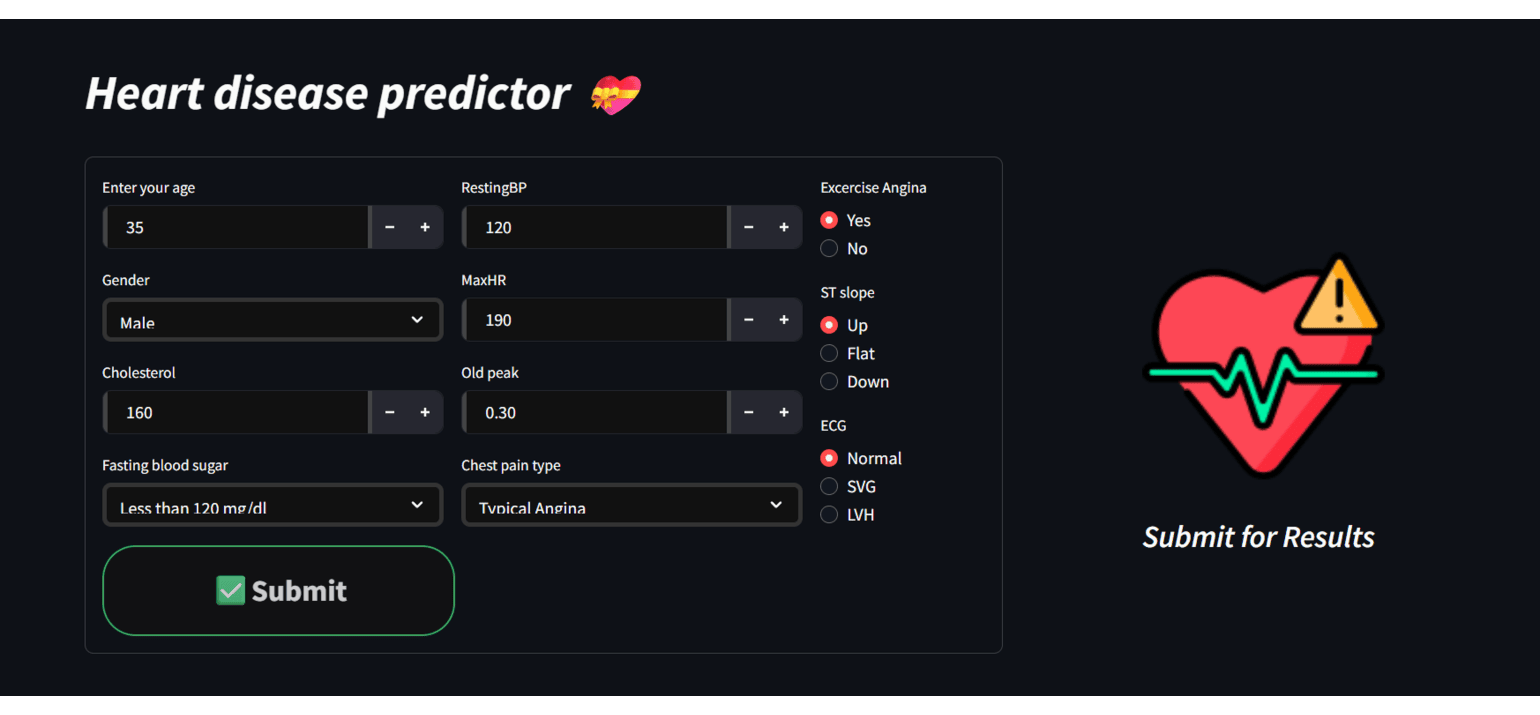 Heart disease predictor 💝
Enter your age
35
Gender
Male
Cholesterol
160
Fasting blood sugar
Less than 120 mg/dl
RestingBP
120
MaxHR
190
Old peak
0.30
Chest pain type
Typical Angina
Excercise Angina
Yes
No
ST slope
Up
Flat
Down
ECG
Normal
SVG
LVH
✅ Submit
Submit for Results